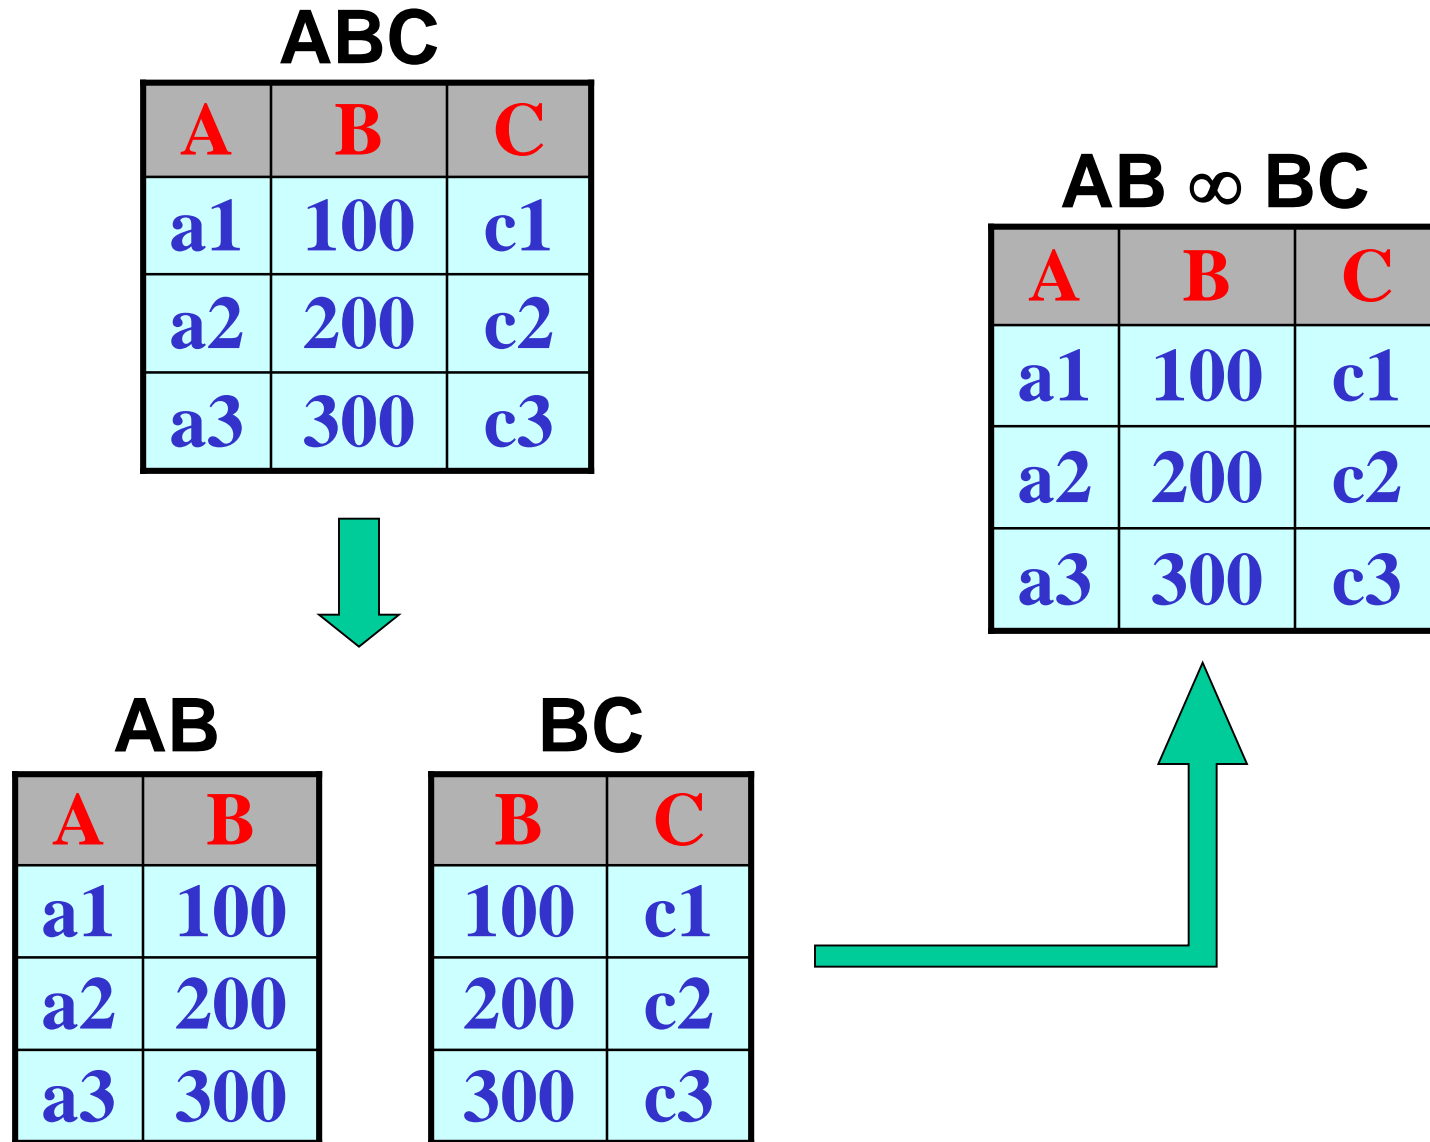 ABC
A B C
a1 100 c1
a2 200 c2
a3 300 c3
AB ∞ BC
A B C
a1 100 c1
a2 200 c2
a3 300 c3
AB
A B
a1 100
a2 200
a3 300
BC
B C
100 c1
200 c2
300 c3